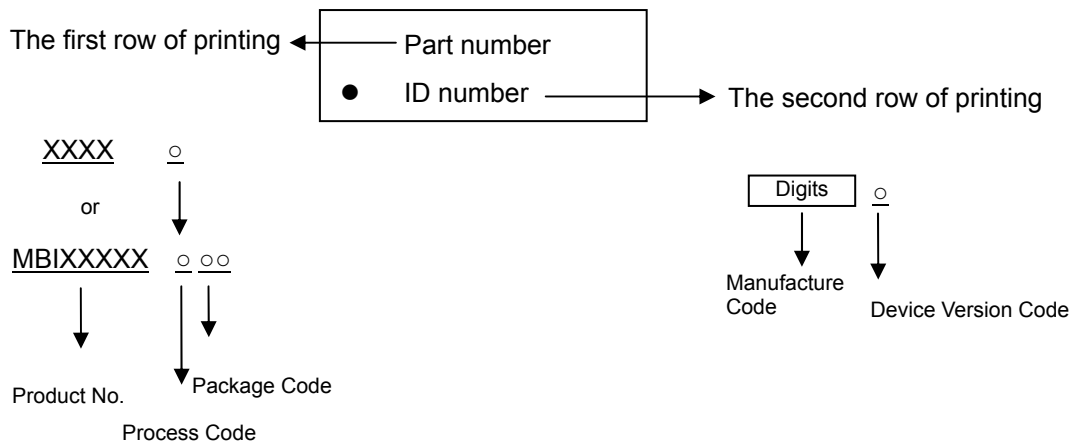 The first row of printing
Part number
● ID number
The second row of printing
XXXX ○
or
MBIXXXXX ○ ○○
Product No.
Package Code
Process Code
Digits ○
Manufacture
Code
Device Version Code